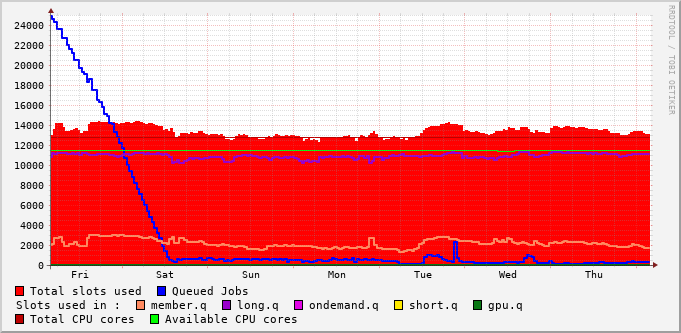 RRDTOOL / TOBI OETIKER
24000
22000
20000
18000
16000
14000
12000
10000
8000
6000
4000
2000
0
Fri Sat Sun Mon Tue Wed Thu
Total slots used Queued Jobs
Slots used in : member.q long.q ondemand.q short.q gpu.q
Total CPU cores Available CPU cores